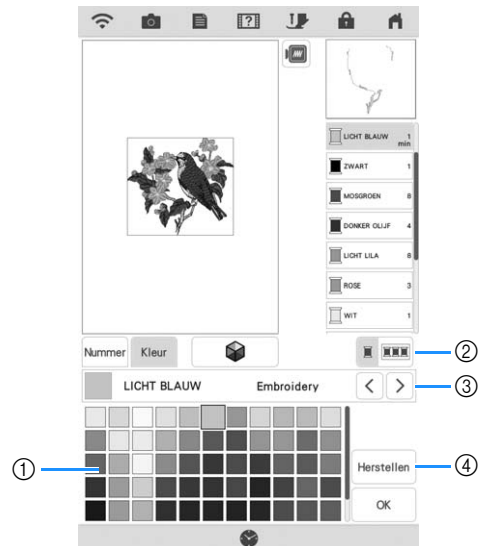 ?
LICHT BLAUW 1 min
ZWART 1
MOSGROEN 8
DONKER OLIJF 4
LICHT LILA 8
ROSE 3
WIT 1
Nummer Kleur
②
LICHT BLAUW Embroidery < > ③
①
Herstellen ④
OK